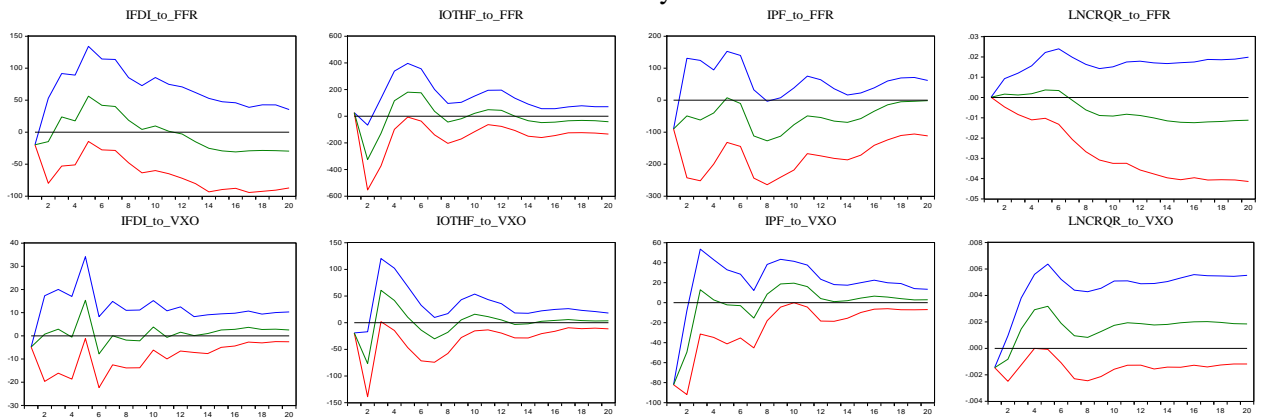 y
IFDI_to_FFR IOTHF_to_FFR IPF_to_FFR LNCRQR_to_FFR
150 600 200 .03
100 400 100 .02
50 200 0 .01
0 0 -100 .00
-50 -200 -200 -.01
-100 -400 -300 -.02
-600 -.03
-.04
-.05
2 4 6 8 10 12 14 16 18 20 2 4 6 8 10 12 14 16 18 20 2 4 6 8 10 12 14 16 18 20 2 4 6 8 10 12 14 16 18 20
IFDI_to_VXO IOTHF_to_VXO IPF_to_VXO LNCRQR_to_VXO
40 150 60 .008
30 100 40 .006
20 50 20 .004
10 0 0 .002
0 -50 -20 .000
-10 -100 -40 -.002
-20 -150 -60 -.004
-30 -80
-100
2 4 6 8 10 12 14 16 18 20 2 4 6 8 10 12 14 16 18 20 2 4 6 8 10 12 14 16 18 20 2 4 6 8 10 12 14 16 18 20